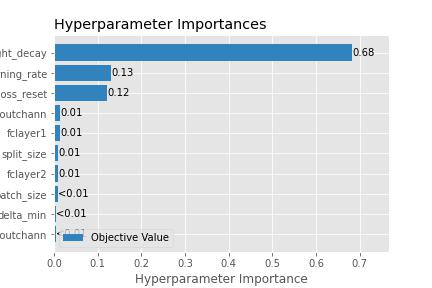 Hyperparameter Importances
ght_decay 0.68
ning_rate 0.13
oss_reset 0.12
outchann 0.01
fclayer1 0.01
split_size 0.01
fclayer2 0.01
atch_size <0.01
delta_min <0.01
outchann <0.01
Objective Value
0.0 0.1 0.2 0.3 0.4 0.5 0.6 0.7
Hyperparameter Importance